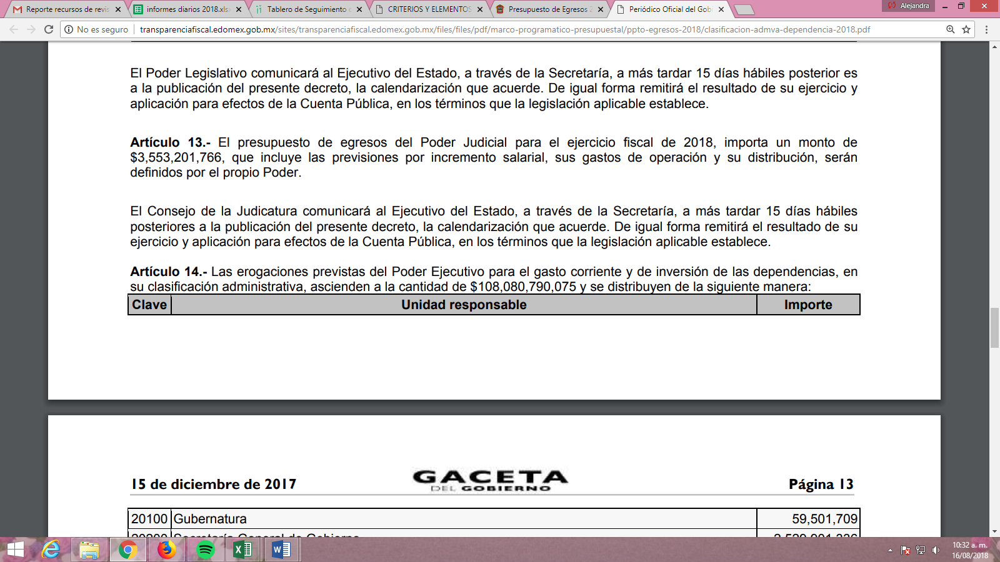 Reporte recursos de revis
informes diarios 2018.xls
Tablero de Seguimiento
CRITERIOS Y ELEMENTOS
Presupuesto de Egresos 2
Periódico Oficial del Gob
Alejandra
No es seguro
transparenciafiscal.edomex.gob.mx/sites/transparenciafiscal.edomex.gob.mx/files/files/pdf/marco-programatico-presupuestal/ppto-egresos-2018/clasificacion-admva-dependencia-2018.pdf
El Poder Legislativo comunicará al Ejecutivo del Estado, a través de la Secretaría, a más tardar 15 días hábiles posterior es
a la publicación del presente decreto, la calendarización que acuerde. De igual forma remitirá el resultado de su ejercicio y
aplicación para efectos de la Cuenta Pública, en los términos que la legislación aplicable establece.
Artículo 13.- El presupuesto de egresos del Poder Judicial para el ejercicio fiscal de 2018, importa un monto de
$3,553,201,766, que incluye las previsiones por incremento salarial, sus gastos de operación y su distribución, serán
definidos por el propio Poder.
El Consejo de la Judicatura comunicará al Ejecutivo del Estado, a través de la Secretaría, a más tardar 15 días hábiles
posteriores a la publicación del presente decreto, la calendarización que acuerde. De igual forma remitirá el resultado de su
ejercicio y aplicación para efectos de la Cuenta Pública, en los términos que la legislación aplicable establece.
Artículo 14.- Las erogaciones previstas del Poder Ejecutivo para el gasto corriente y de inversión de las dependencias, en
su clasificación administrativa, ascienden a la cantidad de $108,080,790,075 y se distribuyen de la siguiente manera:
Clave Unidad responsable Importe
15 de diciembre de 2017
GACETA
DEL GOBIERNO
Página 13
20100 Gubernatura 59,501,709
20200 Secretaría General de Gobierno
10:32 a. m.
16/08/2018